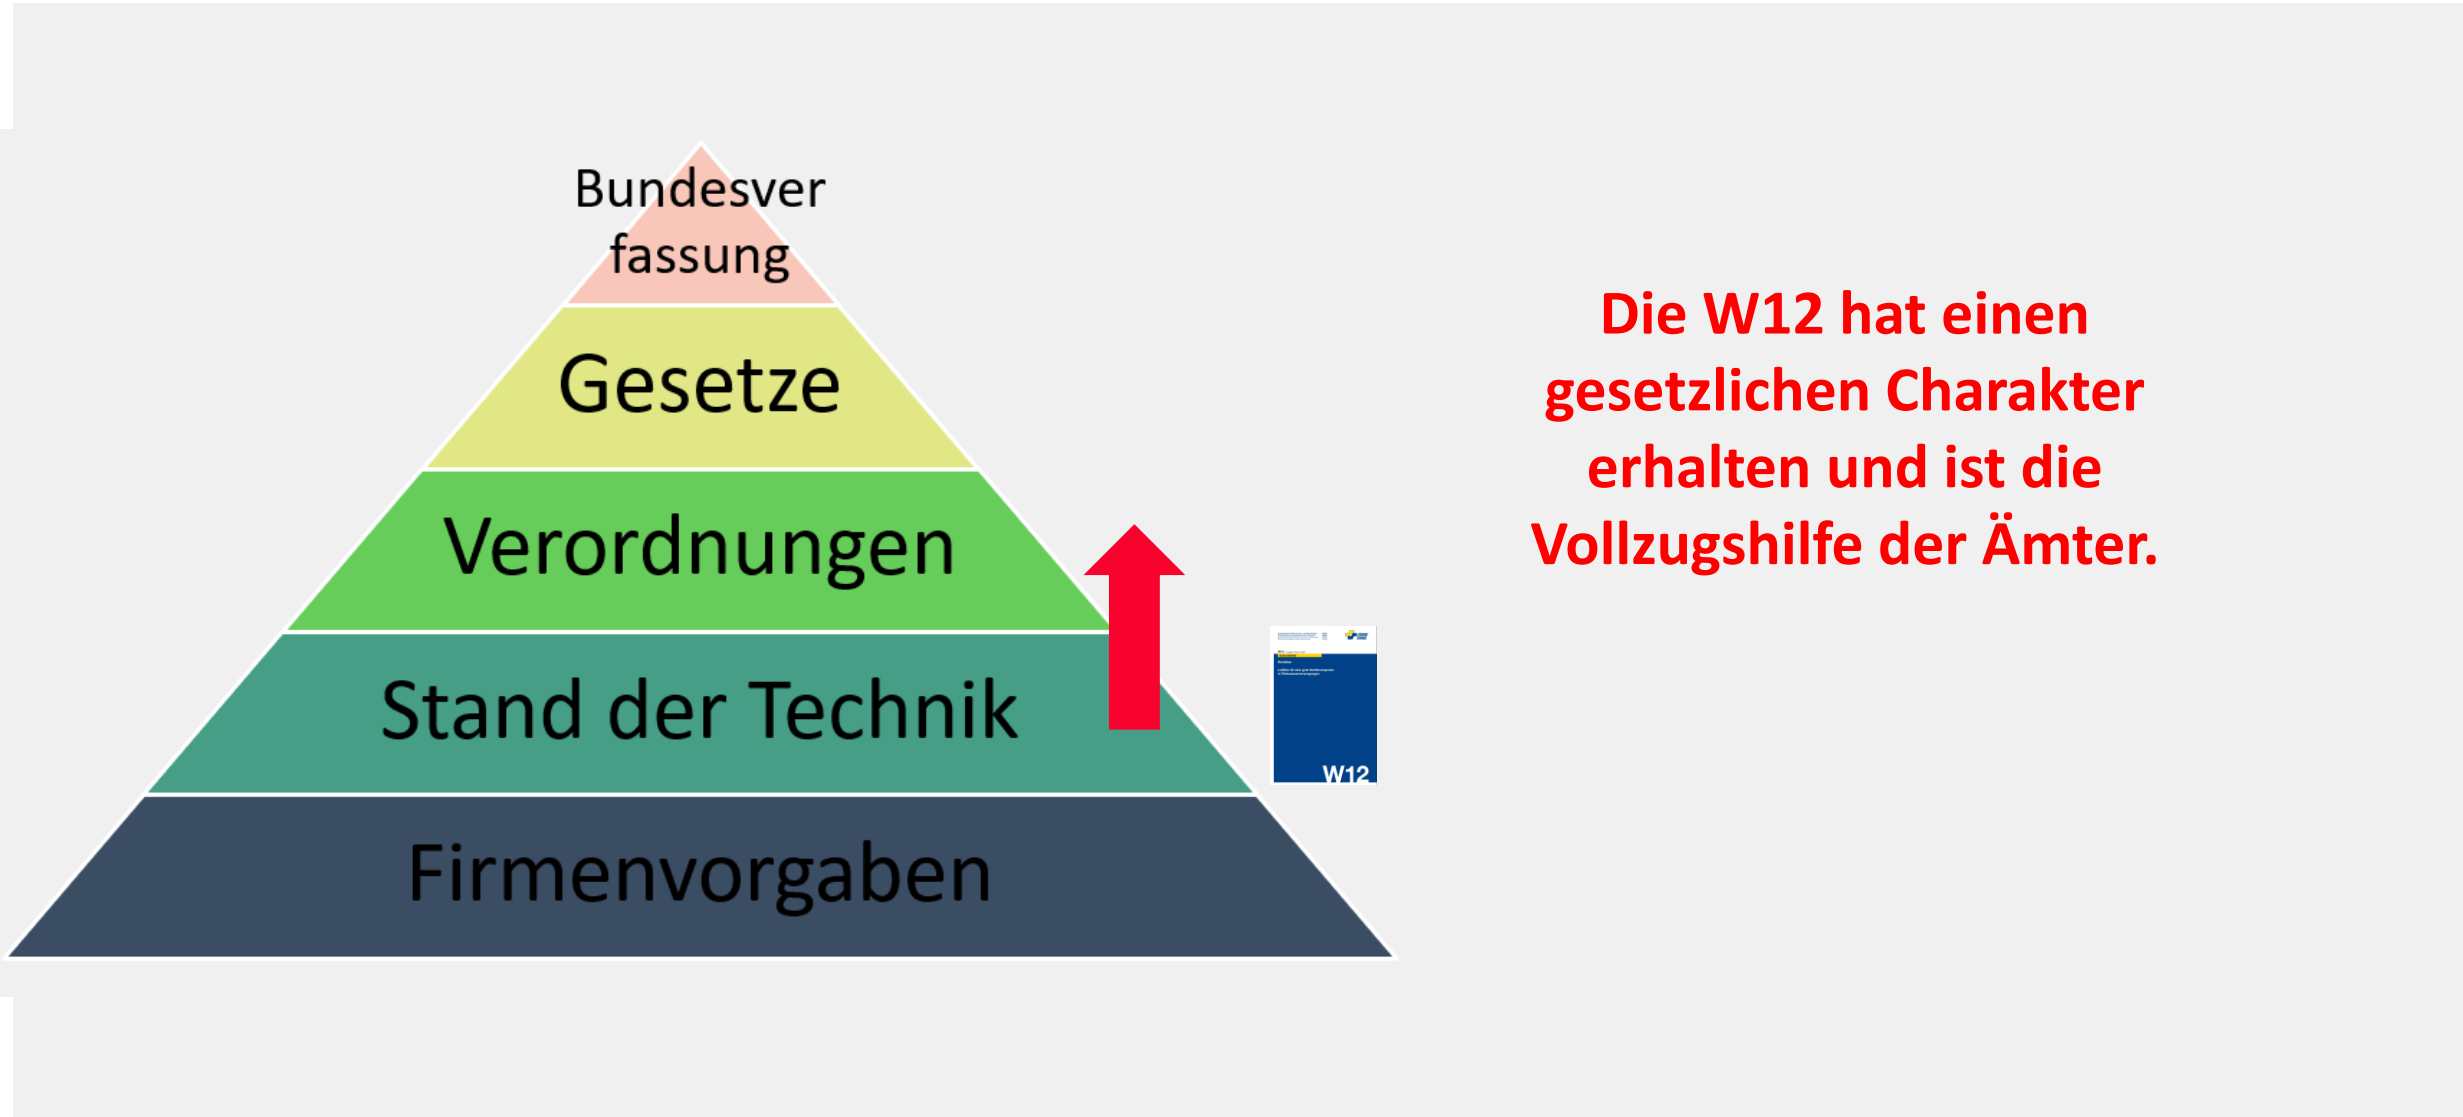 Bundesver
fassung
Gesetze
Verordnungen
Stand der Technik
Firmenvorgaben
Die W12 hat einen
gesetzlichen Charakter
erhalten und ist die
Vollzugshilfe der Ämter.
W12